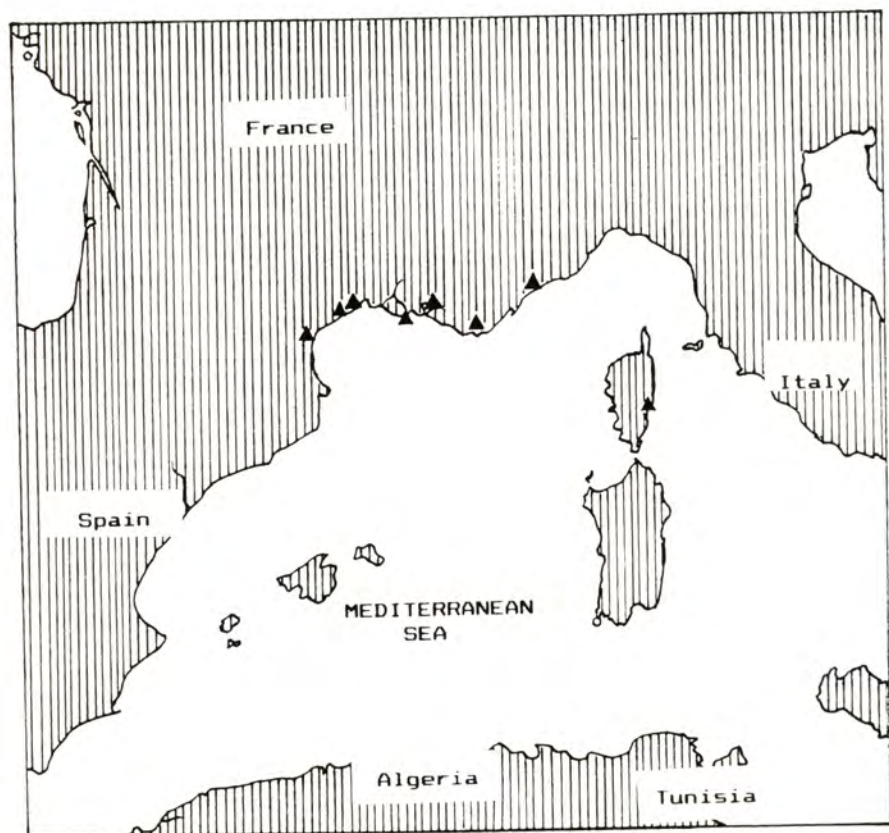 France
Italy
Spain
MEDITERRANEAN
SEA
Algeria
Tunisia